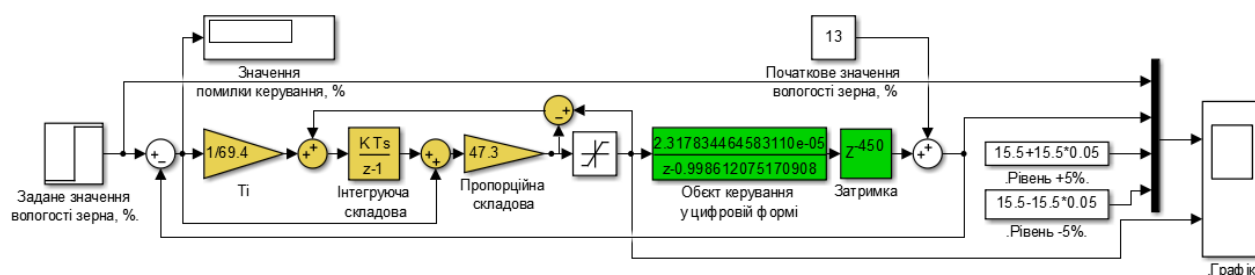 Значення
помилки керування, %
13
Початкове значення
вологості зерна, %
Задане значення
вологості зерна, %.
1/69.4
Ti
K Ts
z-1
Інтегруюча
складова
47.3
Пропорційна
складова
2.317834464583110e-05
z-0.998612075170908
Обєкт керування
у цифровій формі
z-450
Затримка
15.5+15.5*0.05
.Рівень +5%.
15.5-15.5*0.05
.Рівень -5%.
.Графік